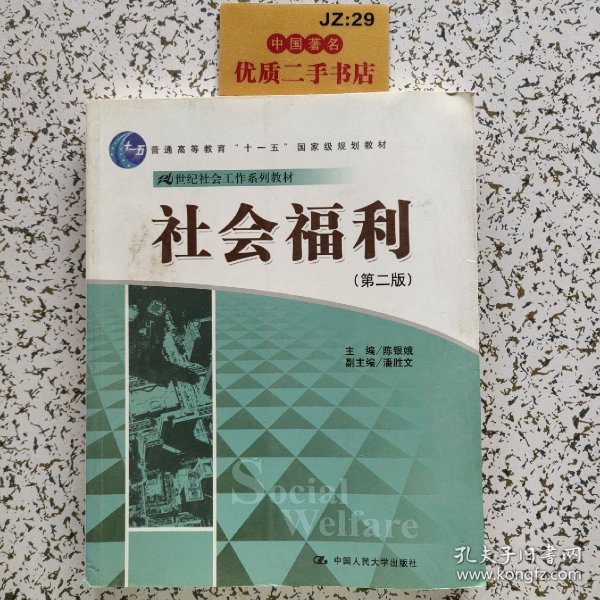 JZ:29
中国著名
优质二手书店
十一五
普通高等教育“十一五”国家级规划教材
21世纪社会工作系列教材
社会福利
(第二版)
主 编/陈银娥
副主编/潘胜文
Social
Welfare
中国人民大学出版社
孔夫子旧书网
www.kongfz.com